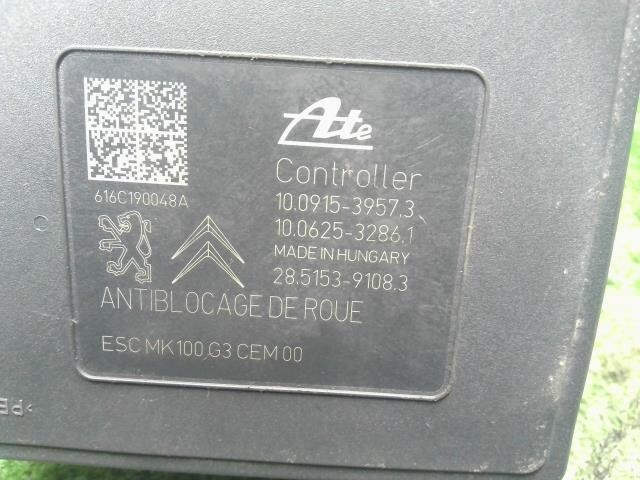 Ate
Controller
616C190048A
10.0915-3957.3
10.0625-3286.1
MADE IN HUNGARY
28.5153-9108.3
ANTIBLOCAGE DE ROUE
ESC MK100,G3 CEM 00